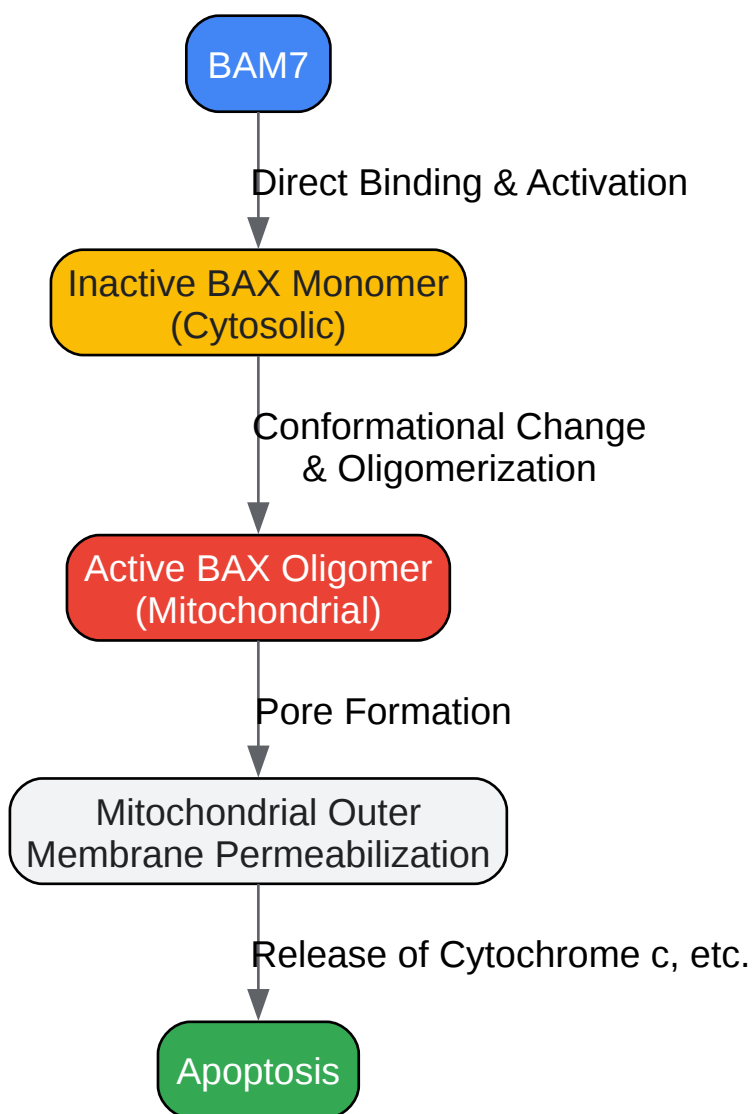 BAM7
Direct Binding & Activation
Inactive BAX Monomer
(Cytosolic)
Conformational Change
& Oligomerization
Active BAX Oligomer
(Mitochondrial)
Pore Formation
Mitochondrial Outer
Membrane Permeabilization
Release of Cytochrome c, etc.
Apoptosis